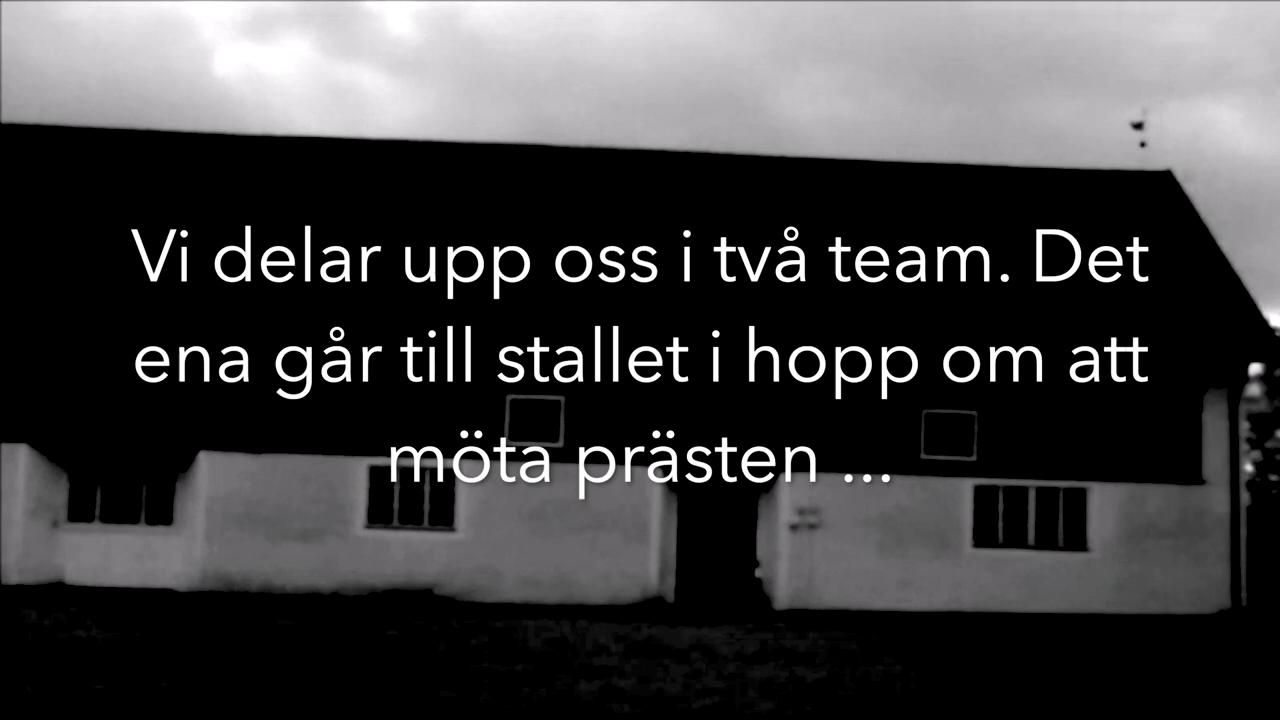 Vi delar upp oss i två team. Det
ena går till stallet i hopp om att
möta prästen ...